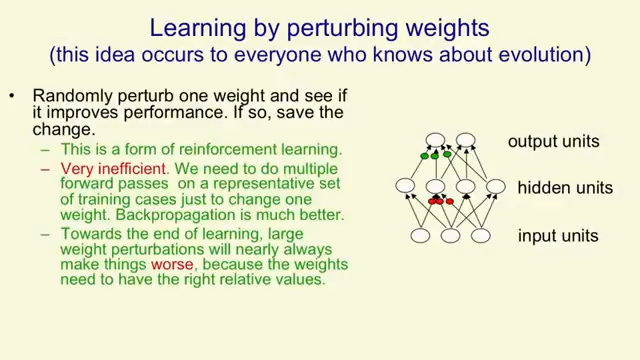 Learning by perturbing weights
(this idea occurs to everyone who knows about evolution)
• Randomly perturb one weight and see if
it improves performance. If so, save the
change.
– This is a form of reinforcement learning.
– Very inefficient. We need to do multiple
forward passes on a representative set
of training cases just to change one
weight. Backpropagation is much better.
– Towards the end of learning, large
weight perturbations will nearly always
make things worse, because the weights
need to have the right relative values.
output units
hidden units
input units